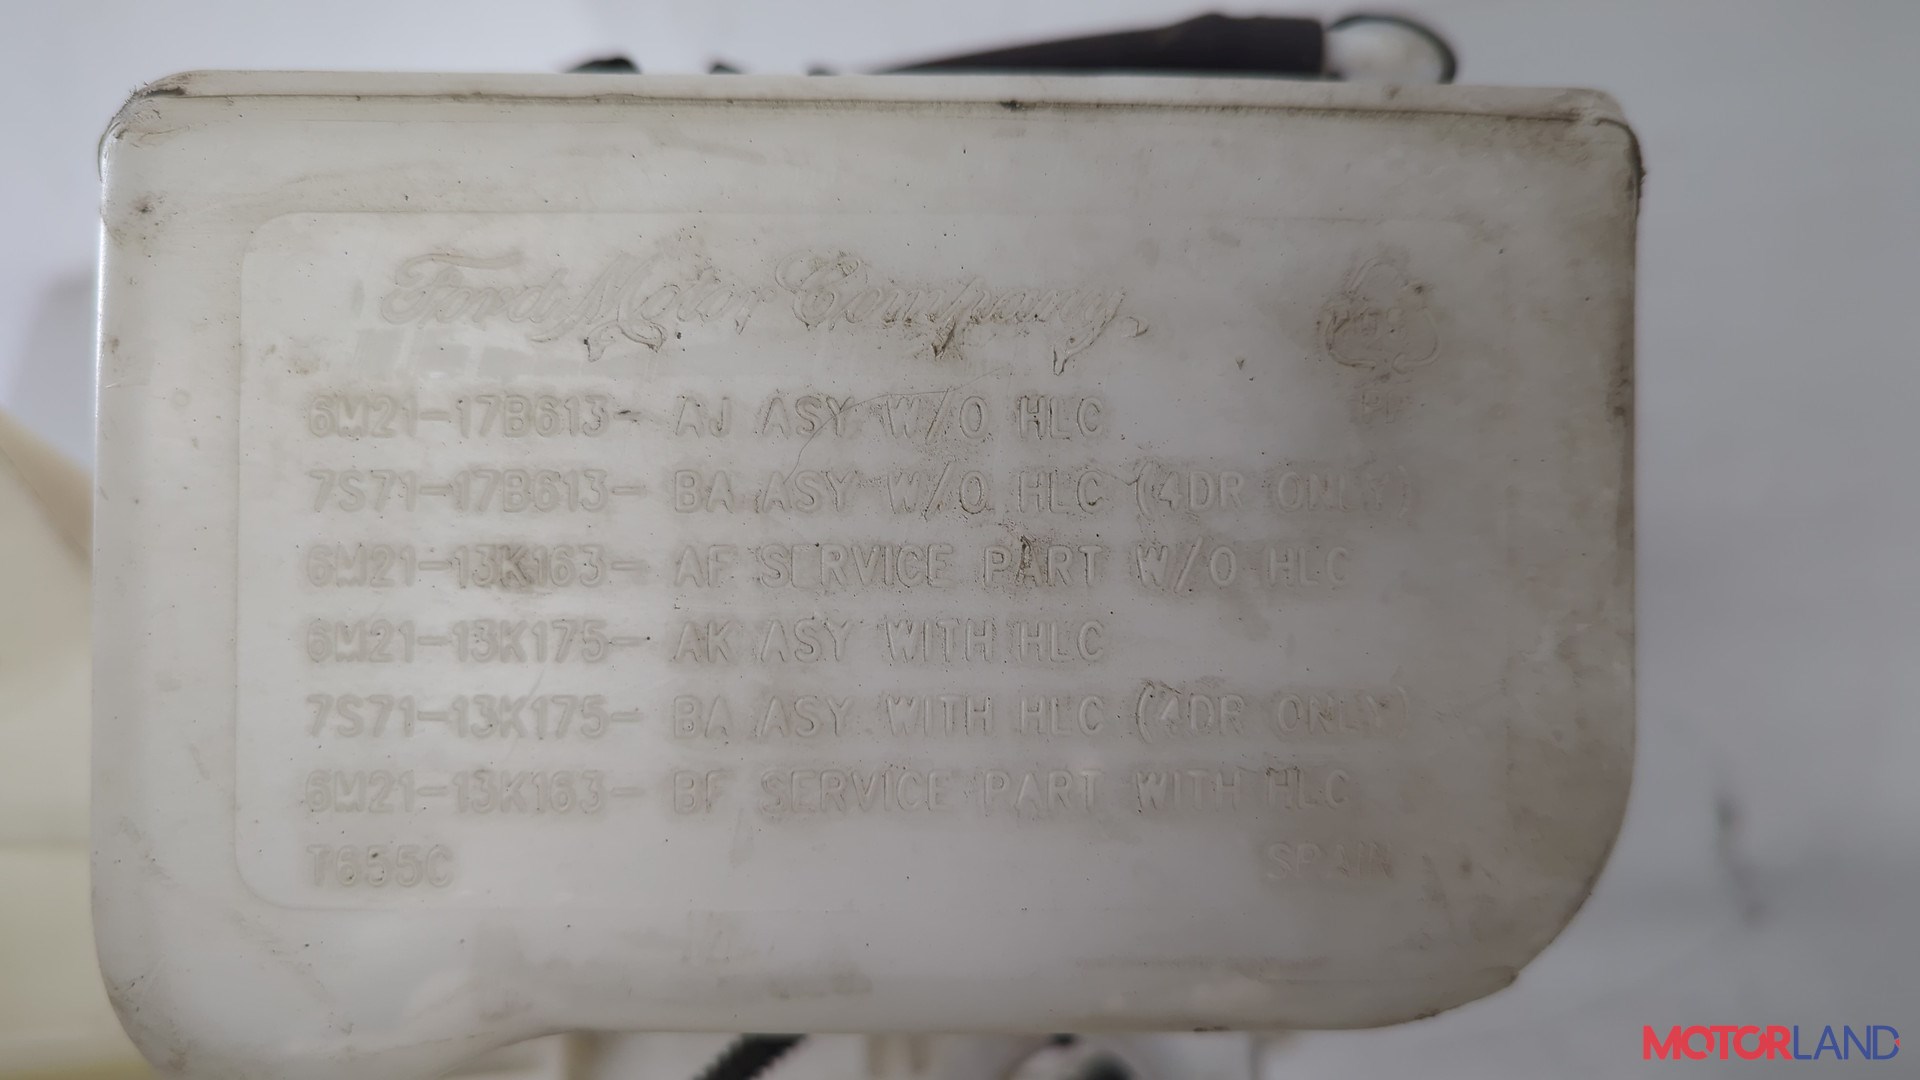 Ford Motor Company
6M21-17B613- AJ ASY W/O HLC
7S71-17B613- BA ASY W/O HLC (4DR ONLY)
6M21-13K163- AF SERVICE PART W/O HLC
6M21-13K175- AK ASY WITH HLC
7S71-13K175- BA ASY WITH HLC (4DR ONLY)
6M21-13K163- BF SERVICE PART WITH HLC
T655C SPAIN
MOTORLAND